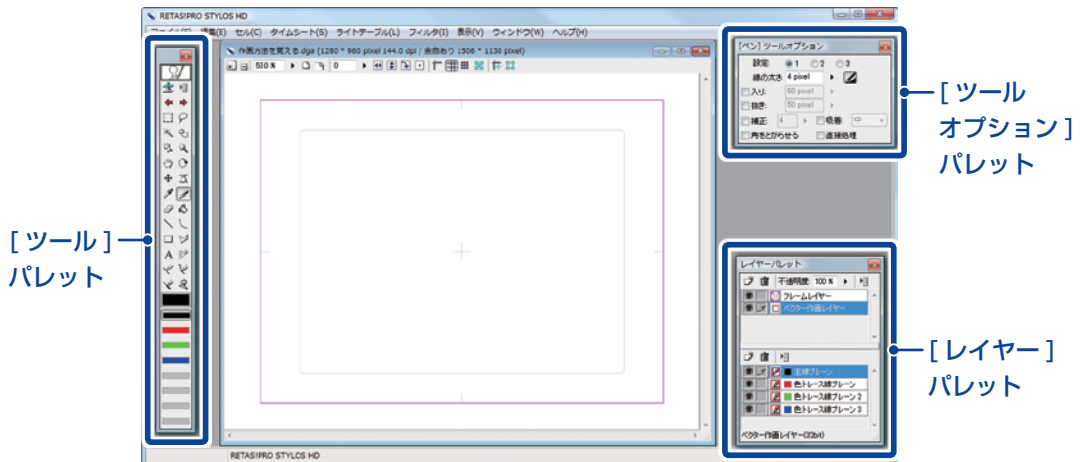 RETAS!PRO STYLOS HD
ファイル(F) 編集(E) セル(C) タイムシート(S) ライトテーブル(L) フィルタ(I) 表示(V) ウィンドウ(W) ヘルプ(H)
作画方法を覚える.dga (1280 * 960 pixel 144.0 dpi / 余白あり 1506 * 1130 pixel)
50.0 % 0
[ペン] ツールオプション
設定: 1 2 3
線の太さ 4 pixel
入り: 50 pixel
抜き: 50 pixel
補正: 4 吸着: 中
角をとがらせる 直接処理
[ ツール
オプション ]
パレット
[ ツール ]
パレット
A
レイヤーパレット
不透明度: 100 %
フレームレイヤー
ベクター作画レイヤー
主線プレーン
色トレース線プレーン
色トレース線プレーン 2
色トレース線プレーン 3
ベクター作画レイヤー(32bit)
[ レイヤー ]
パレット
RETAS!PRO STYLOS HD